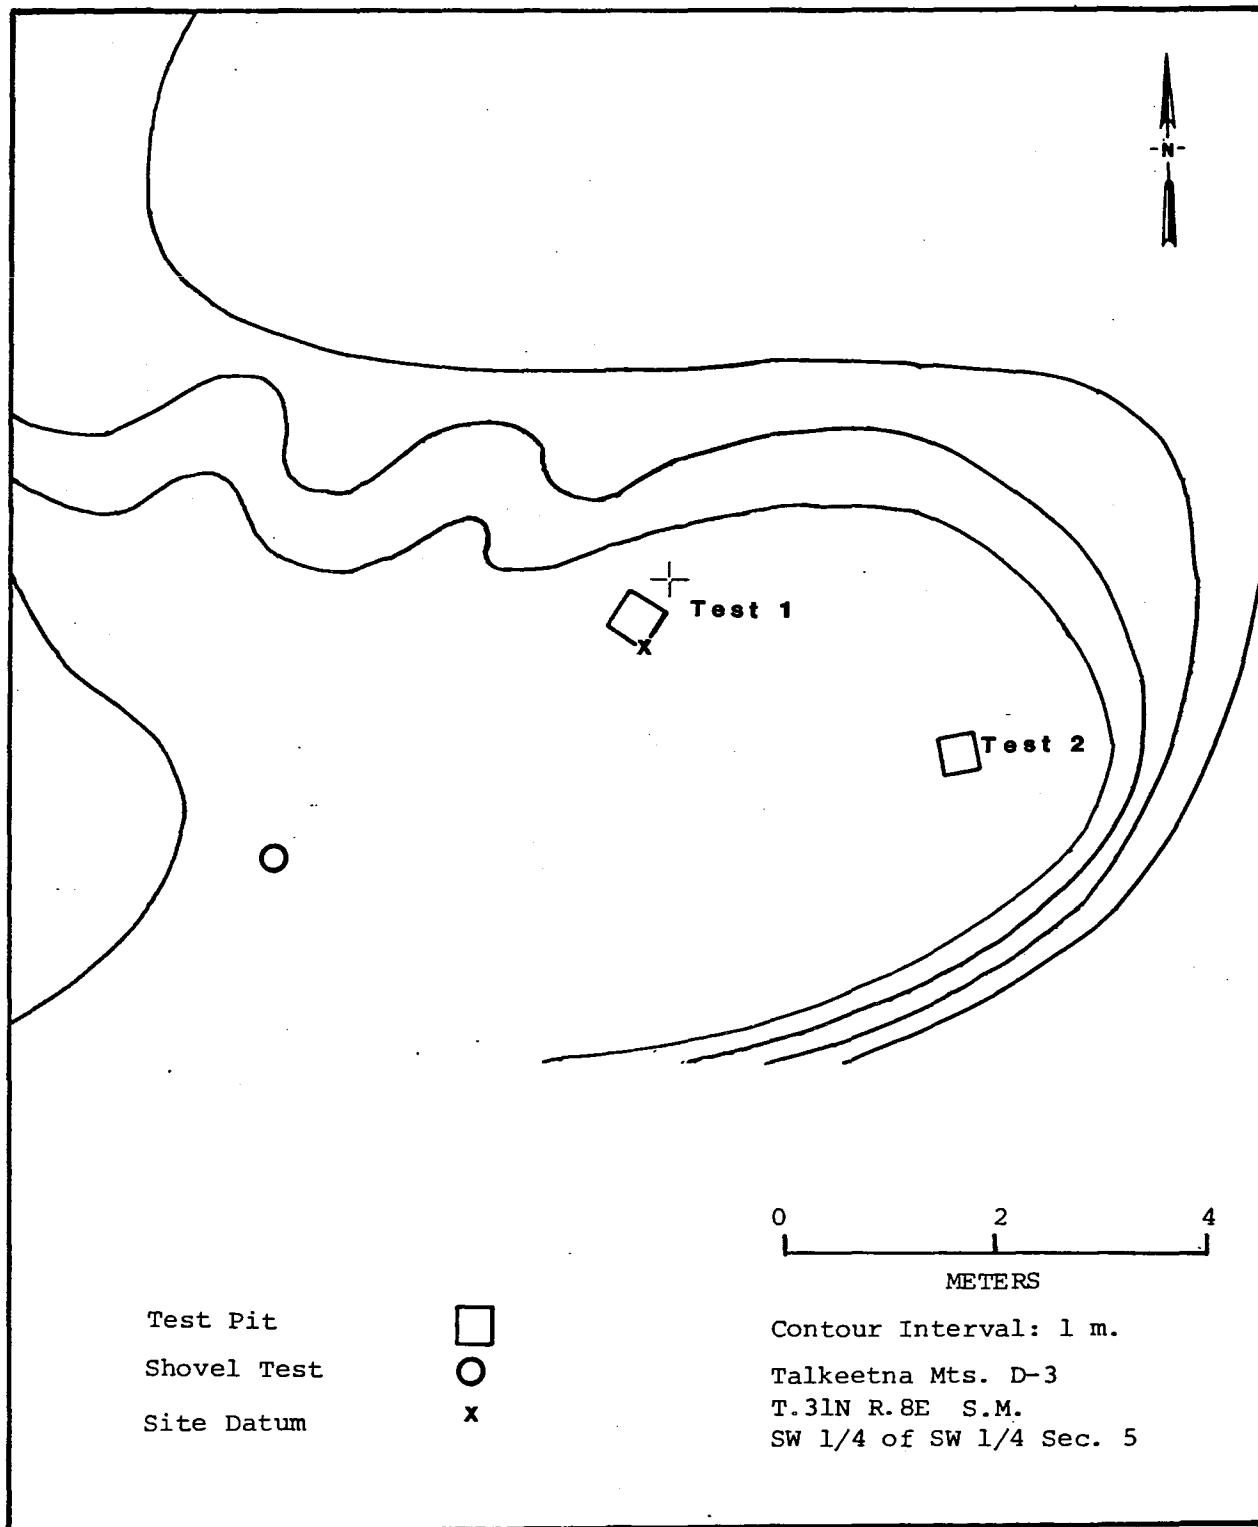 -N-
Test 1
x
Test 2
0 2 4
METERS
Test Pit
Shovel Test
Site Datum x
Contour Interval: 1 m.
Talkeetna Mts. D-3
T.31N R.8E S.M.
SW 1/4 of SW 1/4 Sec. 5